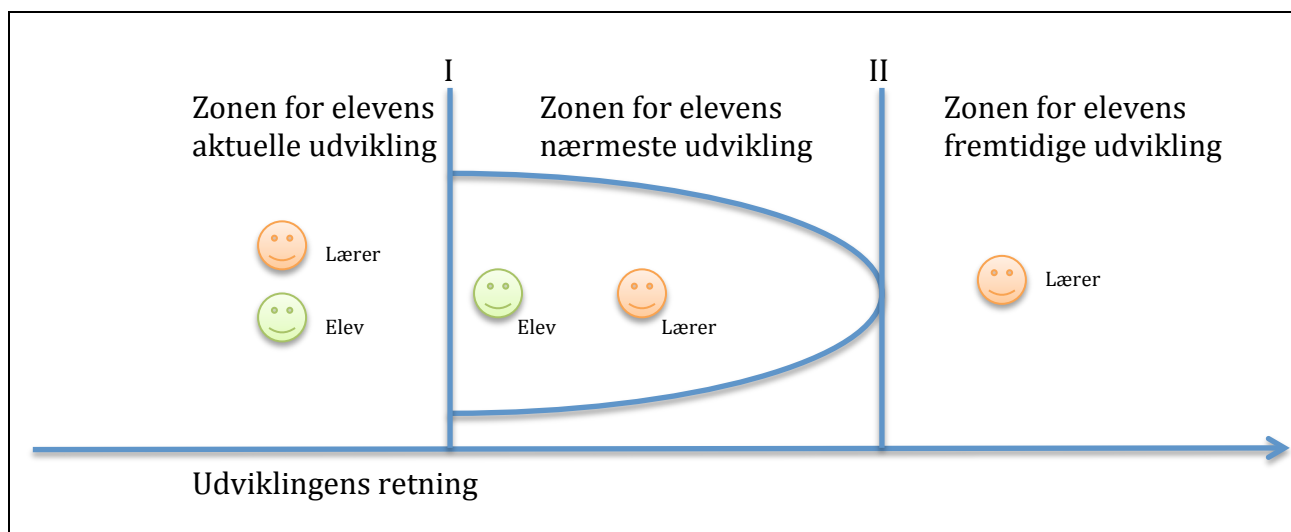 I
II
Zonen for elevens
aktuelle udvikling
Zonen for elevens
nærmeste udvikling
Zonen for elevens
fremtidige udvikling
Lærer
Elev
Elev
Lærer
Lærer
Udviklingens retning